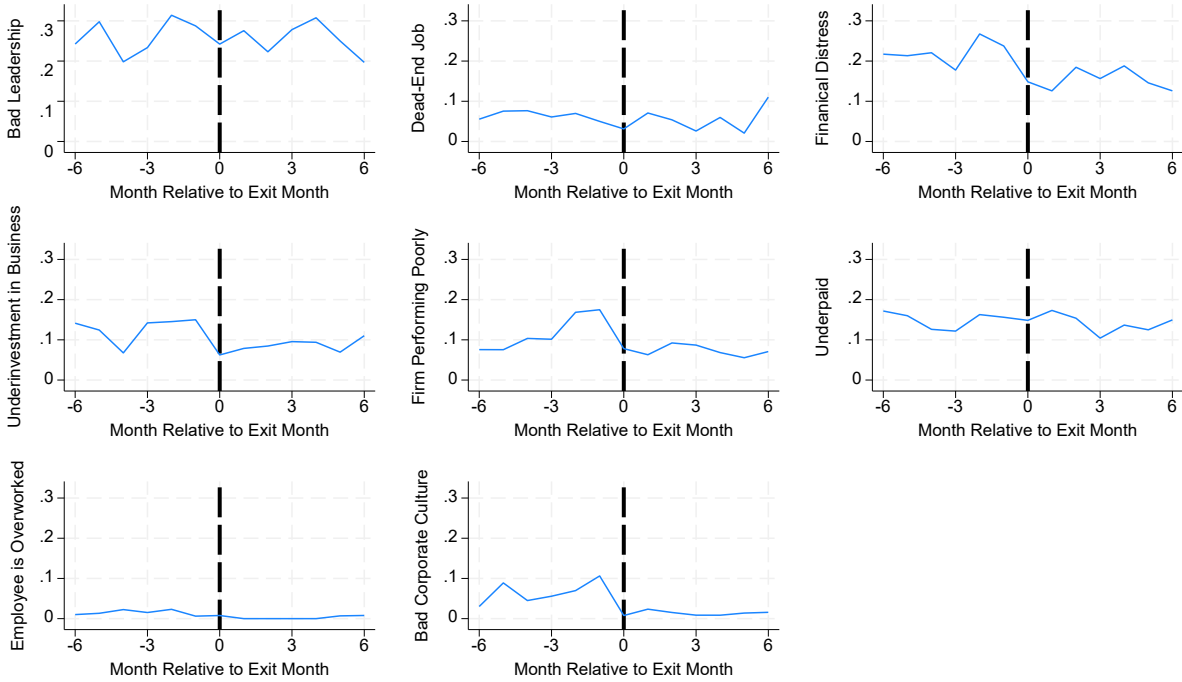 Bad Leadership
.3
.2
.1
0
-6 -3 0 3 6
Month Relative to Exit Month
Dead-End Job
.3
.2
.1
0
-6 -3 0 3 6
Month Relative to Exit Month
Finanical Distress
.3
.2
.1
0
-6 -3 0 3 6
Month Relative to Exit Month
Underinvestment in Business
.3
.2
.1
0
-6 -3 0 3 6
Month Relative to Exit Month
Firm Performing Poorly
.3
.2
.1
0
-6 -3 0 3 6
Month Relative to Exit Month
Underpaid
.3
.2
.1
0
-6 -3 0 3 6
Month Relative to Exit Month
Employee is Overworked
.3
.2
.1
0
-6 -3 0 3 6
Month Relative to Exit Month
Bad Corporate Culture
.3
.2
.1
0
-6 -3 0 3 6
Month Relative to Exit Month